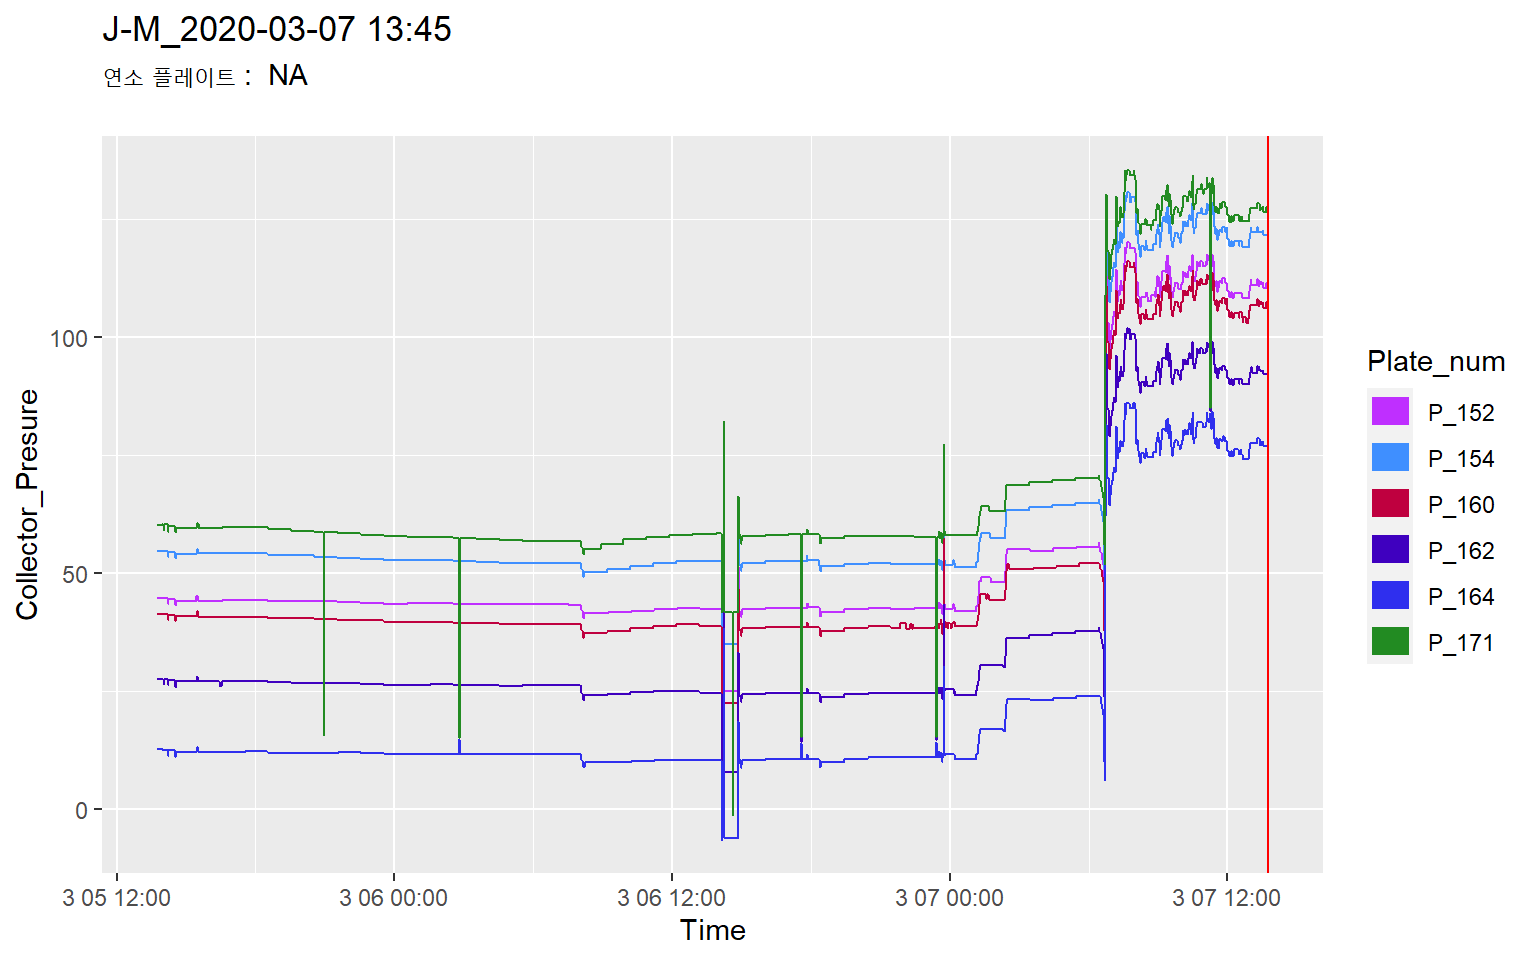 J-M_2020-03-07 13:45
연소 플레이트 : NA
100
50
0
Collector_Presure
3 05 12:00
3 06 00:00
3 06 12:00
3 07 00:00
3 07 12:00
Time
Plate_num
P_152
P_154
P_160
P_162
P_164
P_171